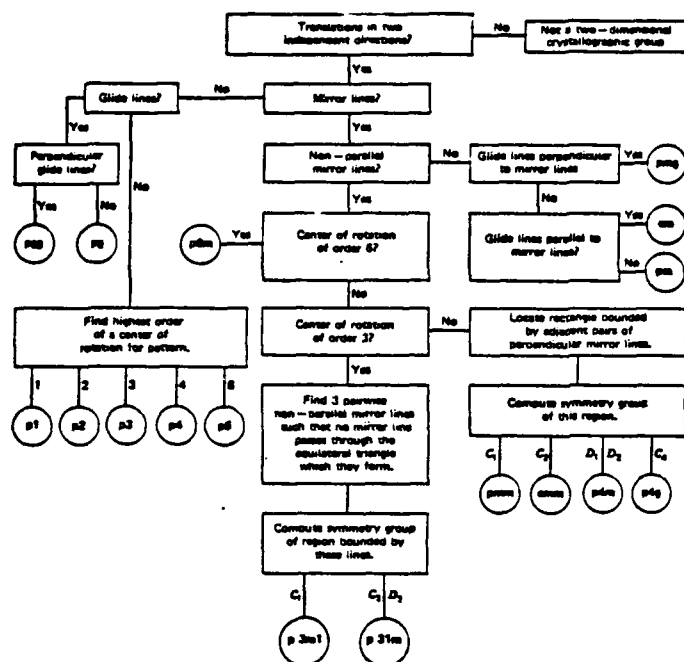 Translations in two
independent directions?
No
Not a two-dimensional
crystallographic group
Yes
Glide lines?
No
Mirror lines?
Yes
No
Yes
Perpendicular
glide lines?
Yes
No
pgg
pg
Non-parallel
mirror lines?
No
Glide lines perpendicular
to mirror lines
Yes
pmg
Yes
No
p6m
Yes
Center of rotation
of order 6?
Glide lines parallel to
mirror lines?
Yes
cm
No
pm
No
Find highest order
of a center of
rotation for pattern.
1
2
3
4
6
p1
p2
p3
p4
p6
Center of rotation
of order 3?
No
Locate rectangle bounded
by adjacent pairs of
perpendicular mirror lines.
Yes
Find 3 pairwise
non-parallel mirror lines
such that no mirror line
passes through the
equilateral triangle
which they form.
Compute symmetry group
of this region.
C₁
C₂
D₁
D₂
C₄
pmm
cmm
p4m
p4g
Compute symmetry group
of region bounded by
these lines.
C₁
D₂
p 3m1
p 31m